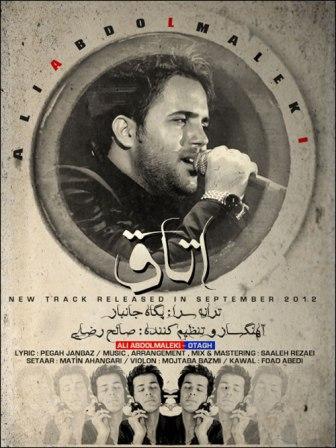 ALI ABDOLMALEKI
اتاق
NEW TRACK RELEASED IN SEPTEMBER 2012
ترانه سرا: پگاه جانباز
آهنگساز و تنظیم کننده: صالح رضایی
ALI ABDOLMALEKI - OTAGH
LYRIC : PEGAH JANBAZ / MUSIC , ARRANGEMENT , MIX & MASTERING : SAALEH REZAEI
SETAAR : MATIN AHANGARI / VIOLON : MOJTABA BAZMI / KAWAL : FOAD ABEDI